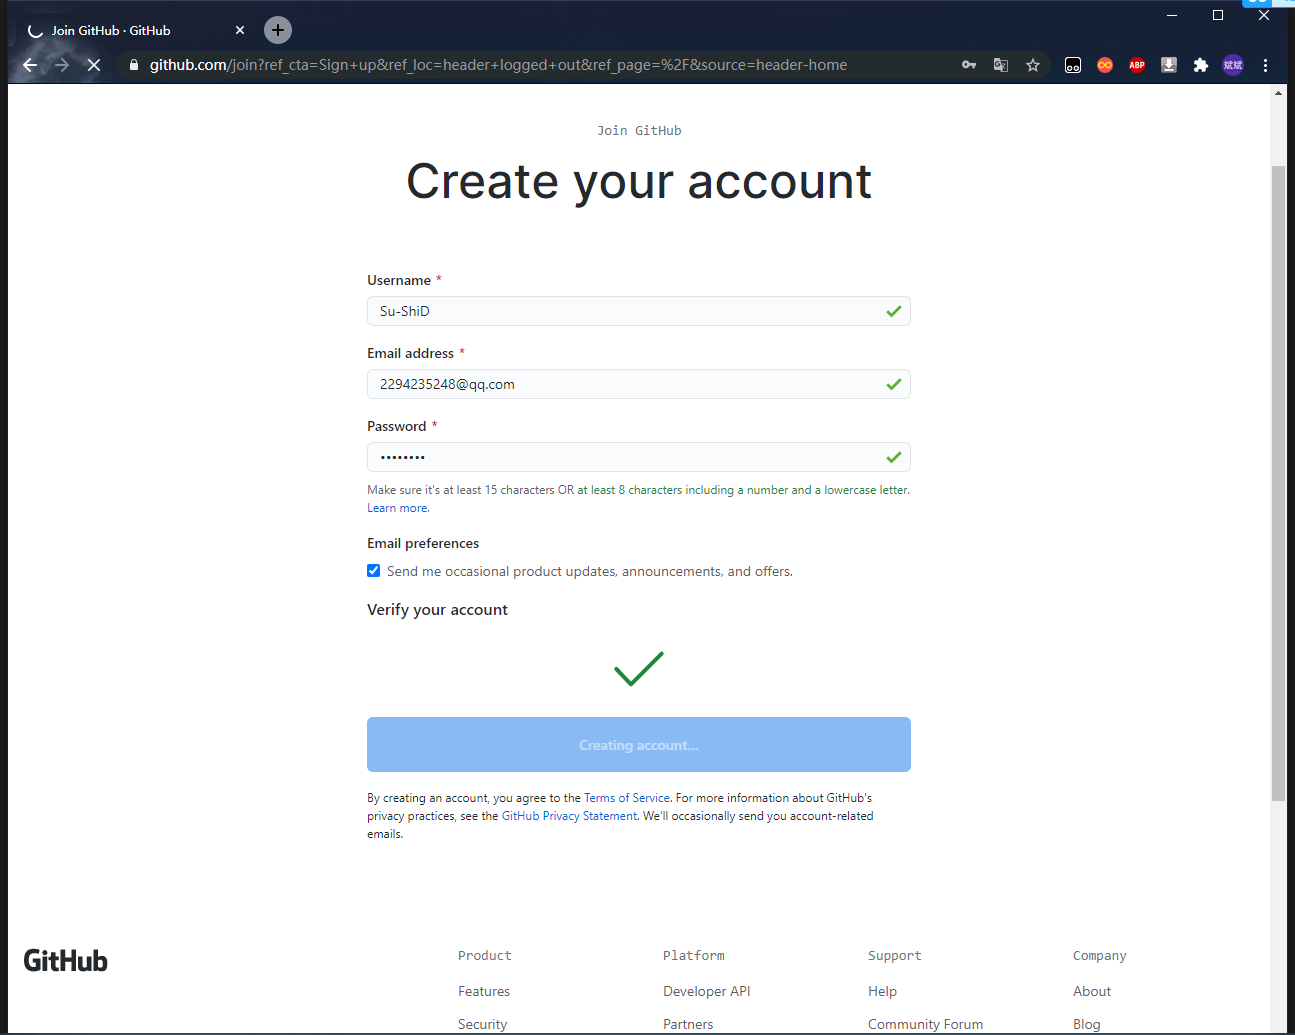 Join GitHub · GitHub
github.com/join?ref_cta=Sign+up&ref_loc=header+logged+out&ref_page=%2F&source=header-home
ABP
斌斌
Join GitHub
Create your account
Username *
Su-ShiD
Email address *
2294235248@qq.com
Password *
••••••••
Make sure it's at least 15 characters OR at least 8 characters including a number and a lowercase letter.
Learn more.
Email preferences
Send me occasional product updates, announcements, and offers.
Verify your account
Creating account...
By creating an account, you agree to the Terms of Service. For more information about GitHub's
privacy practices, see the GitHub Privacy Statement. We'll occasionally send you account-related
emails.
GitHub
Product Platform Support Company
Features Developer API Help About
Security Partners Community Forum Blog